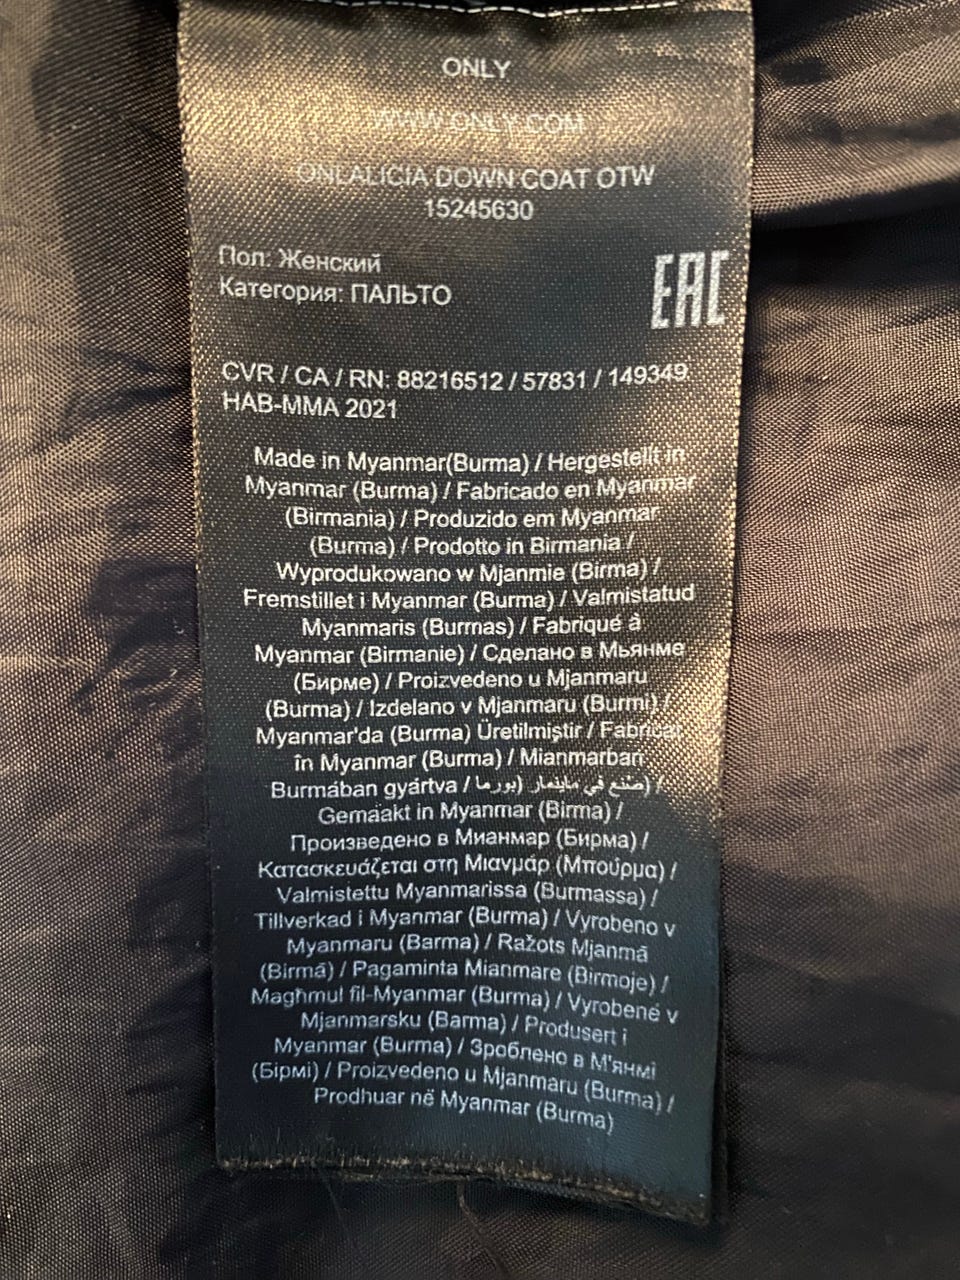 ONLY
WWW.ONLY.COM
ONLALICIA DOWN COAT OTW
15245630
Пол: Женский
Категория: ПАЛЬТО
EAC
CVR / CA / RN: 88216512 / 57831 / 149349
HAB-MMA 2021
Made in Myanmar(Burma) / Hergestellt in
Myanmar (Burma) / Fabricado en Myanmar
(Birmania) / Produzido em Myanmar
(Burma) / Prodotto in Birmania /
Wyprodukowano w Mjanmie (Birma) /
Fremstillet i Myanmar (Burma) / Valmistatud
Myanmaris (Burmas) / Fabriqué à
Myanmar (Birmanie) / Сделано в Мьянме
(Бирме) / Proizvedeno u Mjanmaru
(Burma) / Izdelano v Mjanmaru (Burmi) /
Myanmar'da (Burma) Üretilmiştir / Fabricat
în Myanmar (Burma) / Mianmarban
Burmában gyártva / صنع في ماينمار (بورما) /
Gemäakt in Myanmar (Birma) /
Произведено в Мианмар (Бирма) /
Κατασκευάζεται στη Μιανμάρ (Μπούρμα) /
Valmistettu Myanmarissa (Burmassa) /
Tillverkad i Myanmar (Burma) / Vyrobeno v
Myanmaru (Barma) / Ražots Mjanmā
(Birmā) / Pagaminta Mianmare (Birmoje) /
Magħmul fil-Myanmar (Burma) / Vyrobené v
Mjanmarsku (Barma) / Produsert i
Myanmar (Burma) / Зроблено в М'янмі
(Бірмі) / Proizvedeno u Mjanmaru (Burma) /
Prodhuar në Myanmar (Burma)